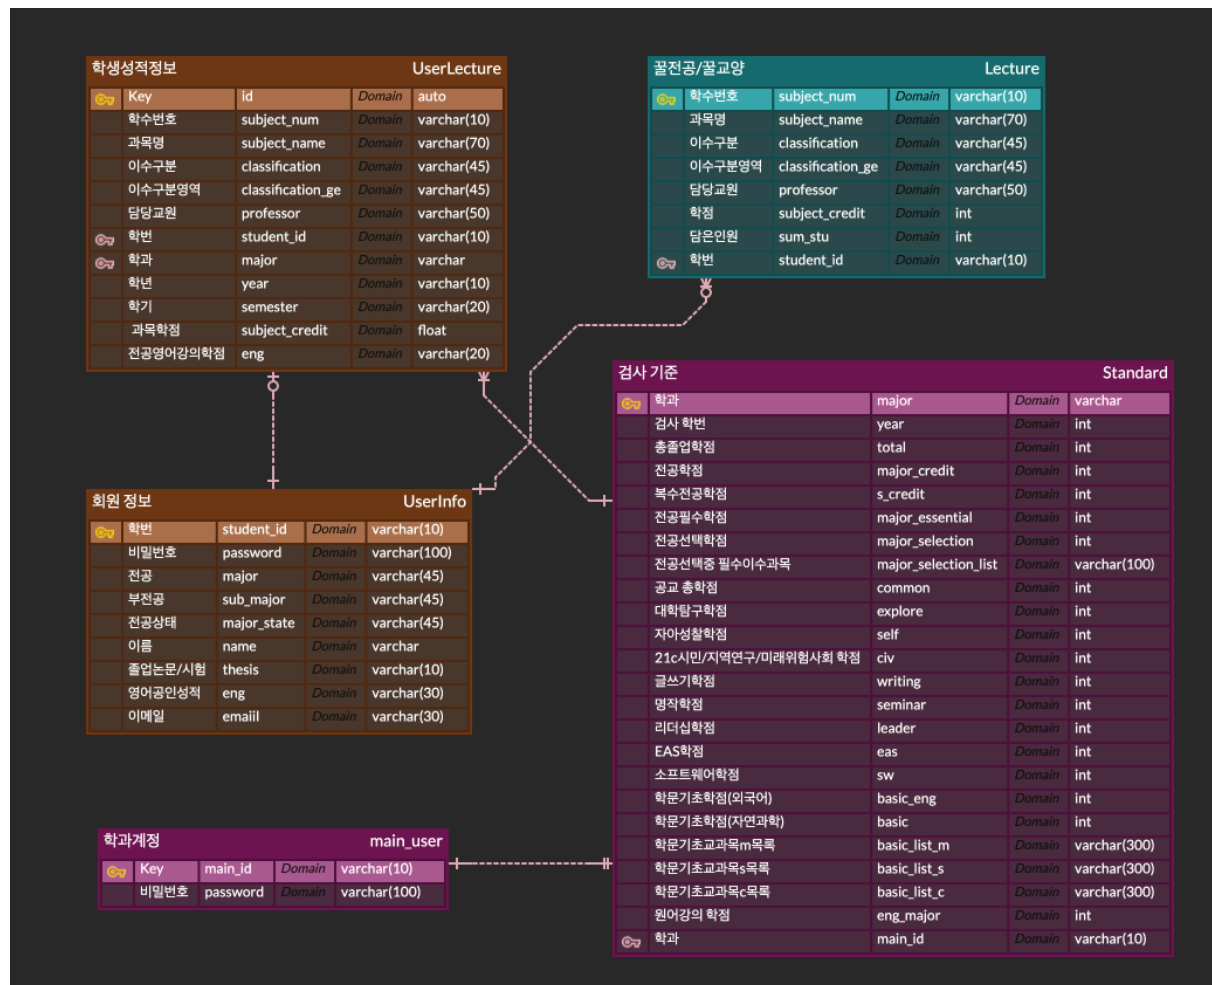 학생성적정보 UserLecture
Key id Domain auto
학수번호 subject_num Domain varchar(10)
과목명 subject_name Domain varchar(70)
이수구분 classification Domain varchar(45)
이수구분영역 classification_ge Domain varchar(45)
담당교원 professor Domain varchar(50)
학번 student_id Domain varchar(10)
학과 major Domain varchar
학년 year Domain varchar(10)
학기 semester Domain varchar(20)
과목학점 subject_credit Domain float
전공영어강의학점 eng Domain varchar(20)
꿀전공/꿀교양 Lecture
학수번호 subject_num Domain varchar(10)
과목명 subject_name Domain varchar(70)
이수구분 classification Domain varchar(45)
이수구분영역 classification_ge Domain varchar(45)
담당교원 professor Domain varchar(50)
학점 subject_credit Domain int
담은인원 sum_stu Domain int
학번 student_id Domain varchar(10)
회원 정보 UserInfo
학번 student_id Domain varchar(10)
비밀번호 password Domain varchar(100)
전공 major Domain varchar(45)
부전공 sub_major Domain varchar(45)
전공상태 major_state Domain varchar(45)
이름 name Domain varchar
졸업논문/시험 thesis Domain varchar(10)
영어공인성적 eng Domain varchar(30)
이메일 emaiil Domain varchar(30)
검사 기준 Standard
학과 major Domain varchar
검사 학번 year Domain int
총졸업학점 total Domain int
전공학점 major_credit Domain int
복수전공학점 s_credit Domain int
전공필수학점 major_essential Domain int
전공선택학점 major_selection Domain int
전공선택중 필수이수과목 major_selection_list Domain varchar(100)
공교 총학점 common Domain int
대학탐구학점 explore Domain int
자아성찰학점 self Domain int
21c시민/지역연구/미래위험사회 학점 civ Domain int
글쓰기학점 writing Domain int
명작학점 seminar Domain int
리더십학점 leader Domain int
EAS학점 eas Domain int
소프트웨어학점 sw Domain int
학문기초학점(외국어) basic_eng Domain int
학문기초학점(자연과학) basic Domain int
학문기초교과목m목록 basic_list_m Domain varchar(300)
학문기초교과목s목록 basic_list_s Domain varchar(300)
학문기초교과목c목록 basic_list_c Domain varchar(300)
원어강의 학점 eng_major Domain int
학과 main_id Domain varchar(10)
학과계정 main_user
Key main_id Domain varchar(10)
비밀번호 password Domain varchar(100)